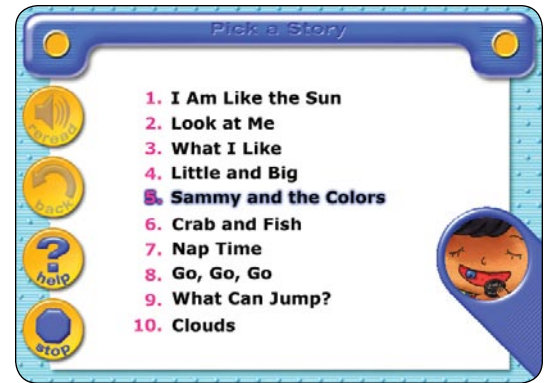 Pick a Story
1. I Am Like the Sun
2. Look at Me
3. What I Like
4. Little and Big
5. Sammy and the Colors
6. Crab and Fish
7. Nap Time
8. Go, Go, Go
9. What Can Jump?
10. Clouds
reread
back
help
stop